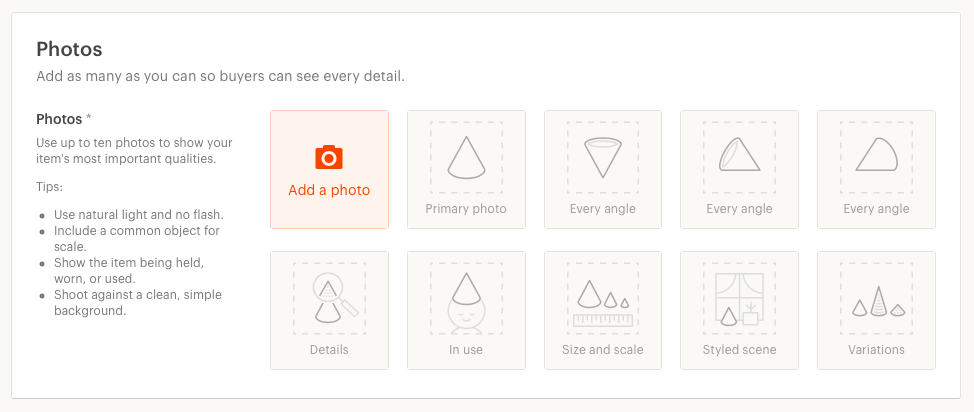 Photos
Add as many as you can so buyers can see every detail.
Photos *
Use up to ten photos to show your
item's most important qualities.
Tips:
• Use natural light and no flash.
• Include a common object for
scale.
• Show the item being held,
worn, or used.
• Shoot against a clean, simple
background.
Add a photo
Primary photo
Every angle
Every angle
Every angle
Details
In use
Size and scale
Styled scene
Variations